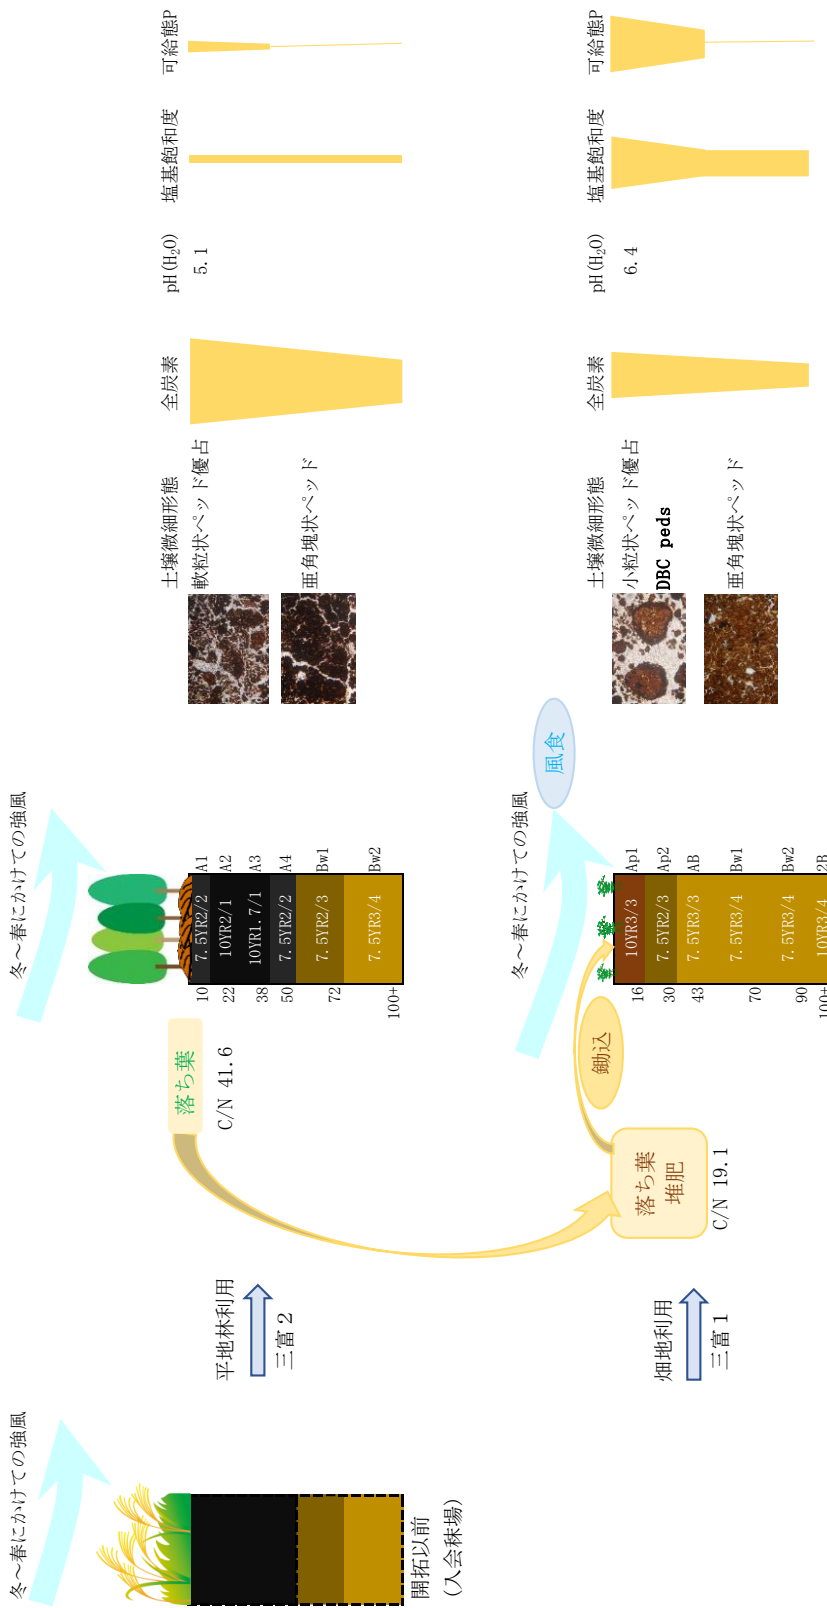 冬～春にかけての強風
開拓以前
(入会秣場)
平地林利用
三富２
畑地利用
三富１
落ち葉
C/N 41.6
落ち葉
堆肥
C/N 19.1
鋤込
冬～春にかけての強風
10 7.5YR2/2 A1
22 10YR2/1 A2
38 10YR1.7/1 A3
50 7.5YR2/2 A4
72 7.5YR2/3 Bw1
100+ 7.5YR3/4 Bw2
土壌微細形態
軟粒状ペッド優占
亜角塊状ペッド
全炭素
pH(H₂O)
5.1
塩基飽和度
可給態P
冬～春にかけての強風
風食
16 10YR3/3 Ap1
30 7.5YR2/3 Ap2
43 7.5YR3/3 AB
70 7.5YR3/4 Bw1
90 7.5YR3/4 Bw2
100+ 10YR3/4 2B
土壌微細形態
小粒状ペッド優占
DBC peds
亜角塊状ペッド
全炭素
pH(H₂O)
6.4
塩基飽和度
可給態P